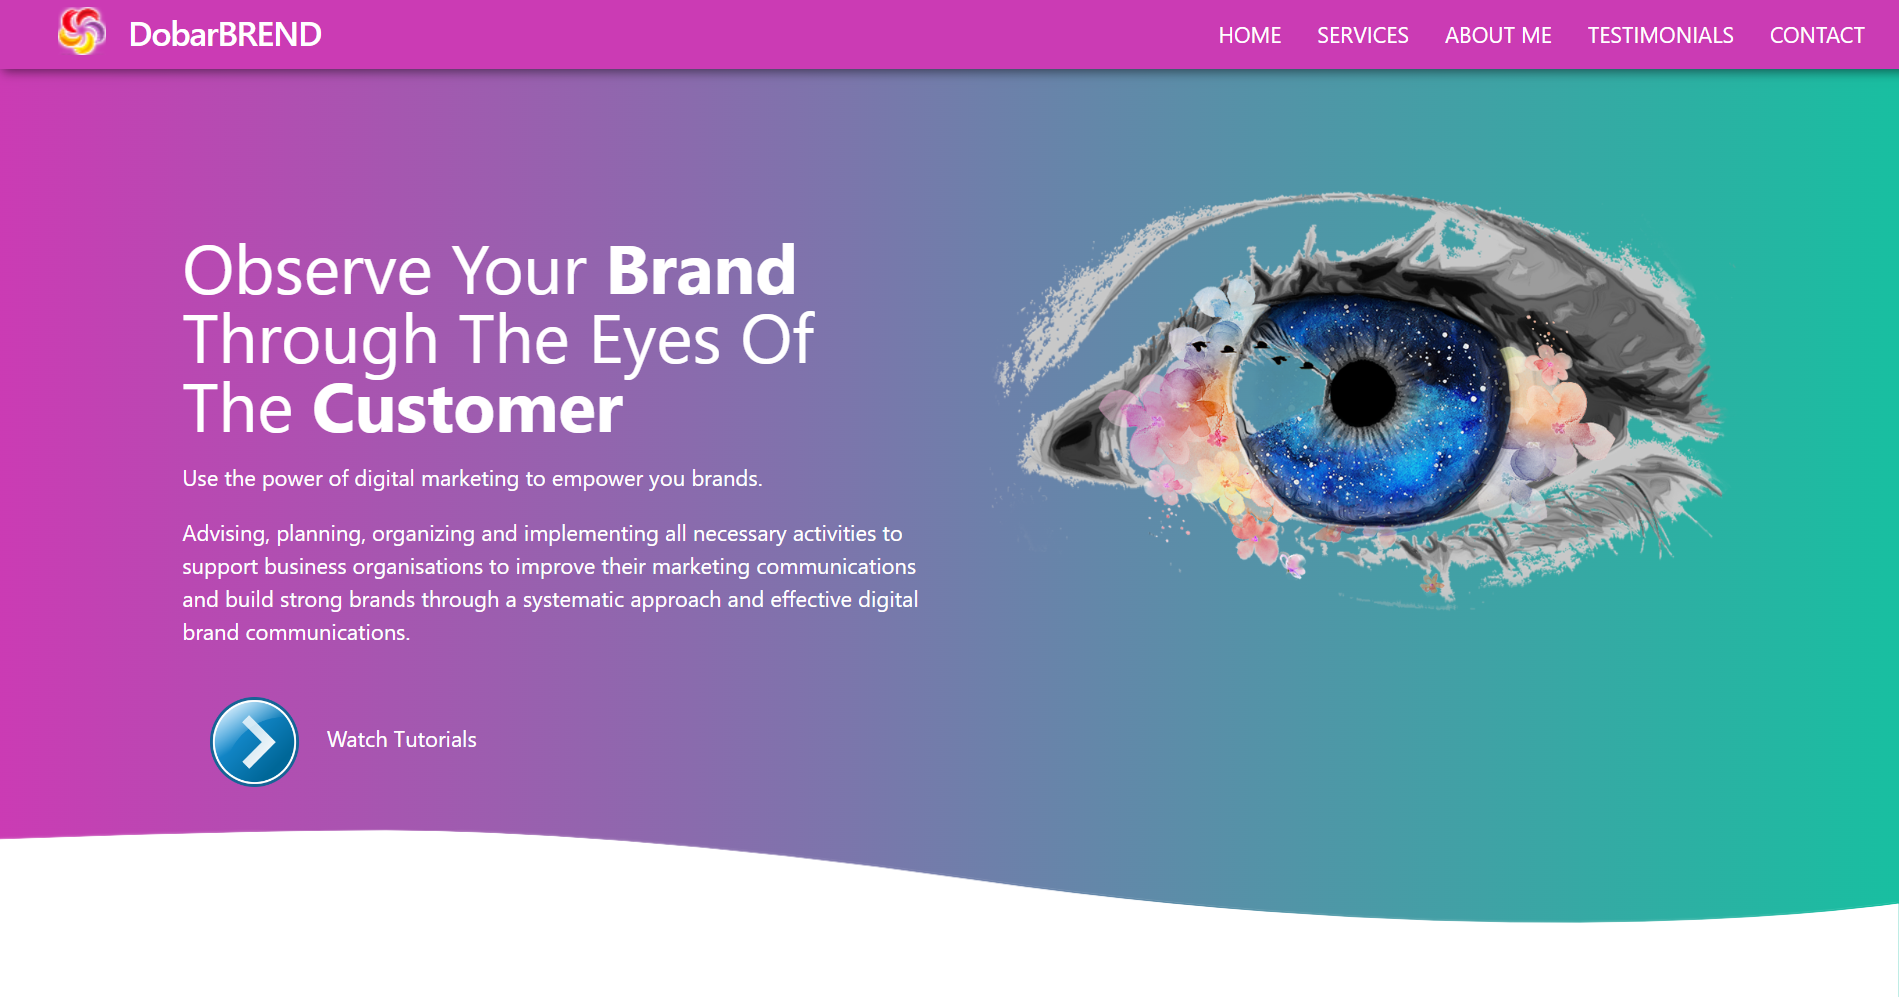 DobarBREND
HOME SERVICES ABOUT ME TESTIMONIALS CONTACT
Observe Your Brand
Through The Eyes Of
The Customer
Use the power of digital marketing to empower you brands.
Advising, planning, organizing and implementing all necessary activities to
support business organisations to improve their marketing communications
and build strong brands through a systematic approach and effective digital
brand communications.
Watch Tutorials